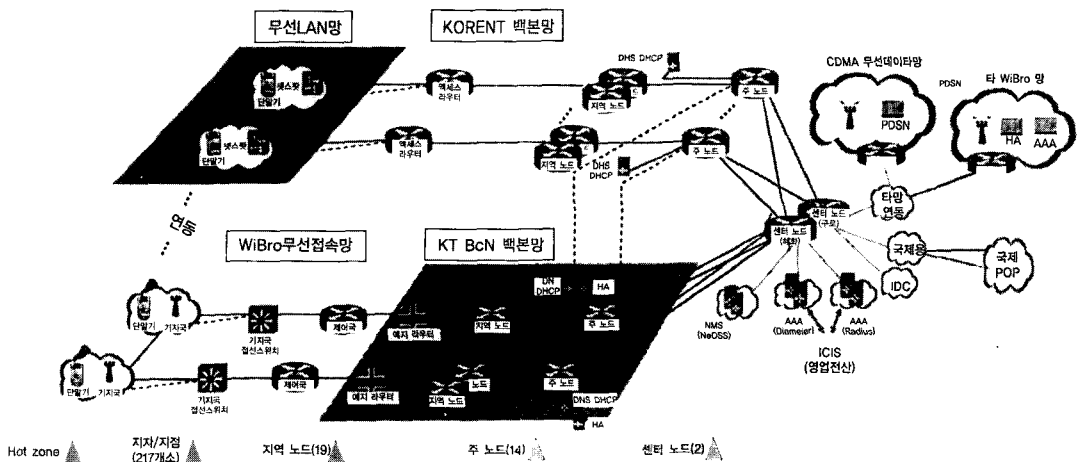 무선LAN망
KORENT 백본망
CDMA 무선데이타망
타 WiBro 망
PDSN
DHS DHCP
단말기
넷스팟
엑세스
라우터
지역 노드
주 노드
PDSN
HA
AAA
단말기
넷스팟
엑세스
라우터
지역 노드
DHS
DHCP
주 노드
타망
연동
센터 노드
(구로)
센터 노드
(혜화)
연동
WiBro무선접속망
KT BcN 백본망
국제용
국제
POP
IDC
DN
DHCP
HA
단말기
기지국
기지국
접선스위치
제어국
에지 라우터
지역 노드
주 노드
NMS
(NeOSS)
AAA
(Diameier)
AAA
(Radius)
ICIS
(영업전산)
단말기
기지국
기지국
접선스위치
제어국
에지 라우터
노드
지역 노드
주 노드
DNS DHCP
HA
Hot zone
지자/지점
(217개소)
지역 노드(19)
주 노드(14)
센터 노드(2)